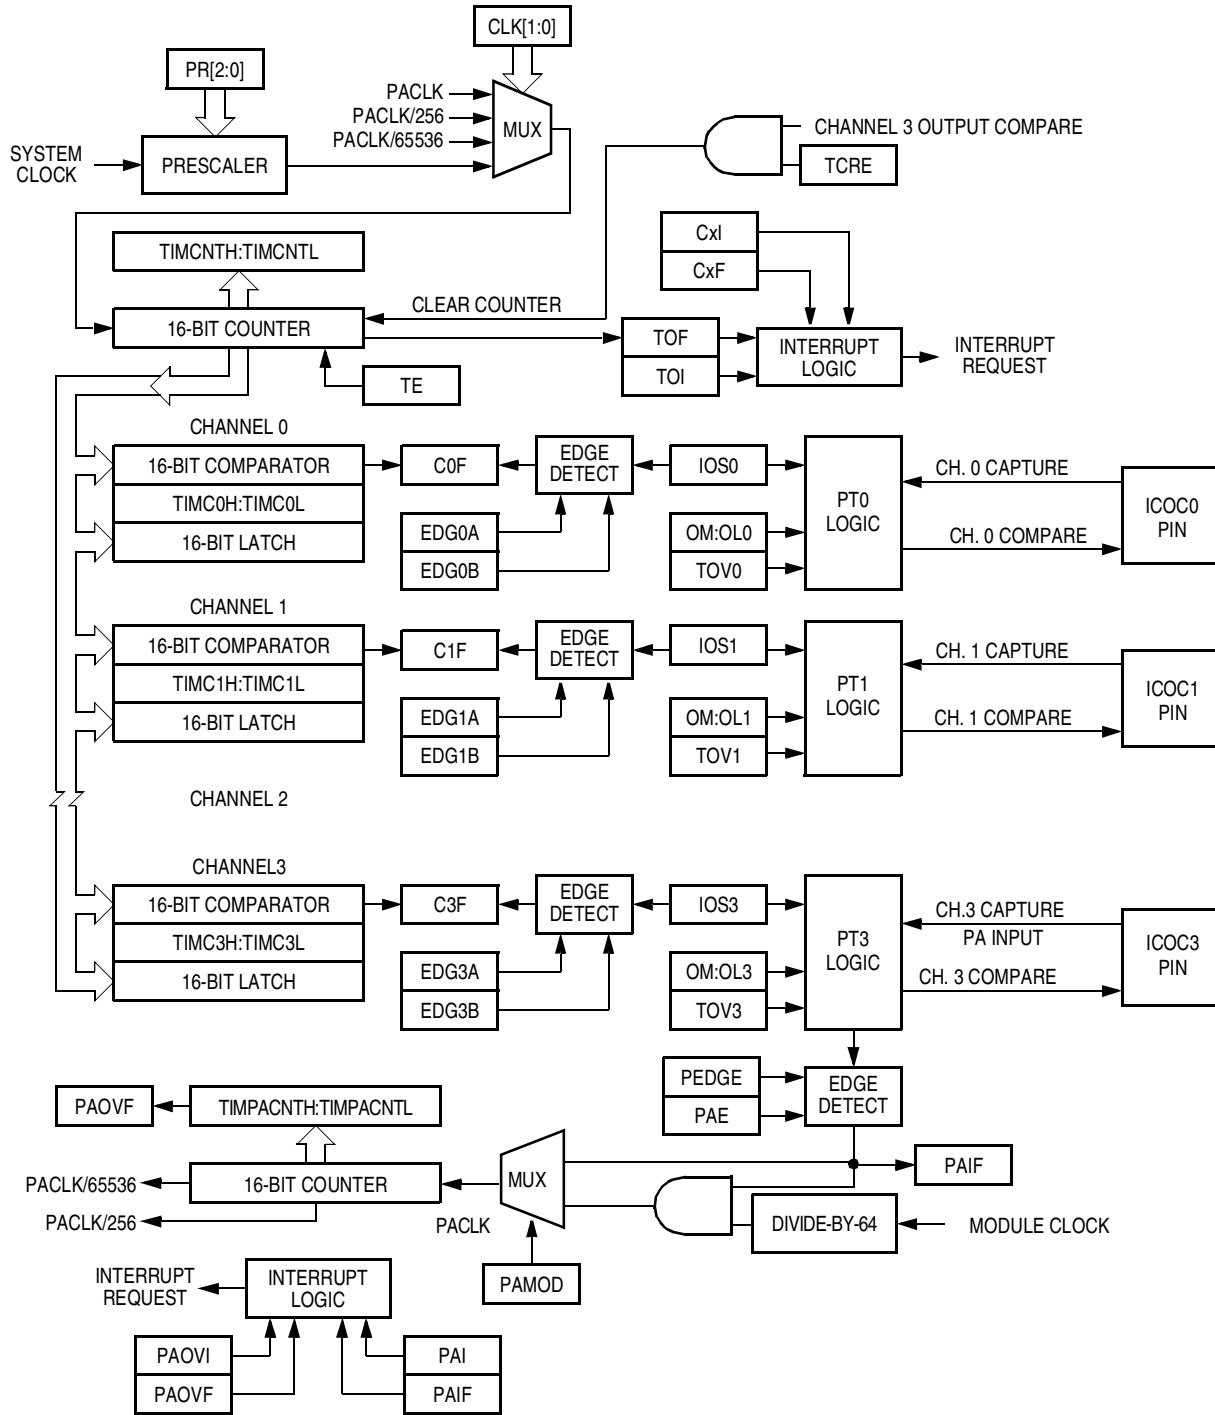 CLK[1:0]
PR[2:0]
PACLK
PACLK/256
PACLK/65536
MUX
CHANNEL 3 OUTPUT COMPARE
SYSTEM
CLOCK
PRESCALER
TCRE
CxI
CxF
TIMCNTH:TIMCNTL
CLEAR COUNTER
16-BIT COUNTER
TOF
TOI
INTERRUPT
LOGIC
INTERRUPT
REQUEST
TE
CHANNEL 0
16-BIT COMPARATOR
TIMC0H:TIMC0L
16-BIT LATCH
C0F
EDGE
DETECT
IOS0
EDG0A
EDG0B
OM:OL0
TOV0
PT0
LOGIC
CH. 0 CAPTURE
CH. 0 COMPARE
ICOC0
PIN
CHANNEL 1
16-BIT COMPARATOR
TIMC1H:TIMC1L
16-BIT LATCH
C1F
EDGE
DETECT
IOS1
EDG1A
EDG1B
OM:OL1
TOV1
PT1
LOGIC
CH. 1 CAPTURE
CH. 1 COMPARE
ICOC1
PIN
CHANNEL 2
CHANNEL3
16-BIT COMPARATOR
TIMC3H:TIMC3L
16-BIT LATCH
C3F
EDGE
DETECT
IOS3
EDG3A
EDG3B
OM:OL3
TOV3
PT3
LOGIC
CH.3 CAPTURE
PA INPUT
CH. 3 COMPARE
ICOC3
PIN
PEDGE
PAE
EDGE
DETECT
PAOVF
TIMPACNTH:TIMPACNTL
PACLK/65536
16-BIT COUNTER
PACLK/256
PACLK
MUX
PAIF
DIVIDE-BY-64
MODULE CLOCK
PAMOD
INTERRUPT
REQUEST
INTERRUPT
LOGIC
PAOVI
PAOVF
PAI
PAIF